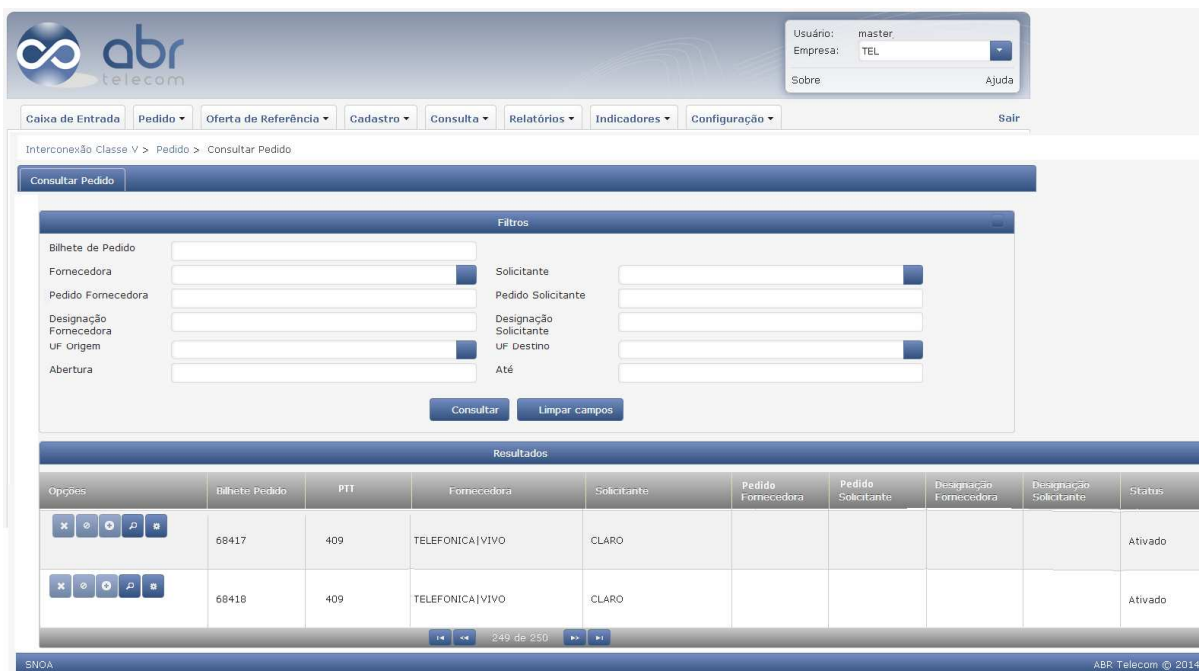 abr
telecom
Usuário: master
Empresa: TEL
Sobre Ajuda
Caixa de Entrada Pedido Oferta de Referência Cadastro Consulta Relatórios Indicadores Configuração Sair
Interconexão Classe V > Pedido > Consultar Pedido
Consultar Pedido
Filtros
Bilhete de Pedido
Fornecedora Solicitante
Pedido Fornecedora Pedido Solicitante
Designação Fornecedora Designação Solicitante
UF Origem UF Destino
Abertura Até
Consultar Limpar campos
Resultados
Opções Bilhete Pedido PTT Fornecedora Solicitante Pedido Fornecedora Pedido Solicitante Designação Fornecedora Designação Solicitante Status
68417 409 TELEFONICA|VIVO CLARO Ativado
68418 409 TELEFONICA|VIVO CLARO Ativado
249 de 250
SNOA ABR Telecom © 2014